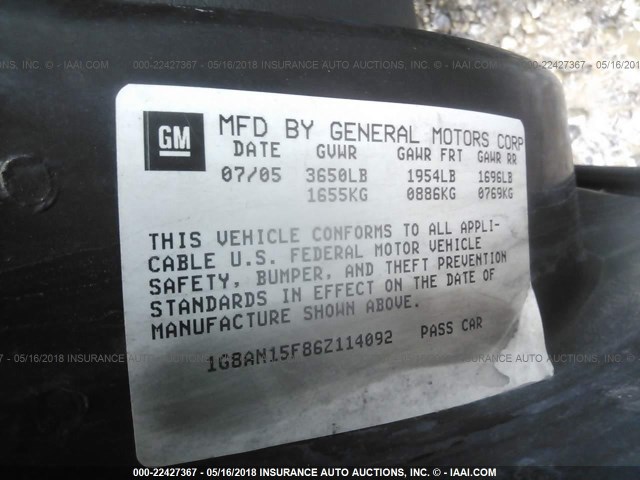 000-22427367 - 05/16/2018 INSURANCE AUTO AUCTIONS, INC. - IAAI.COM
GM
MFD BY GENERAL MOTORS CORP
DATE GVWR GAWR FRT GAWR RR
07/05 3650LB 1954LB 1696LB
1655KG 0886KG 0769KG
THIS VEHICLE CONFORMS TO ALL APPLI-
CABLE U.S. FEDERAL MOTOR VEHICLE
SAFETY, BUMPER, AND THEFT PREVENTION
STANDARDS IN EFFECT ON THE DATE OF
MANUFACTURE SHOWN ABOVE.
1G8AN15F86Z114092 PASS CAR
000-22427367 - 05/16/2018 INSURANCE AUTO AUCTIONS, INC. - IAAI.COM